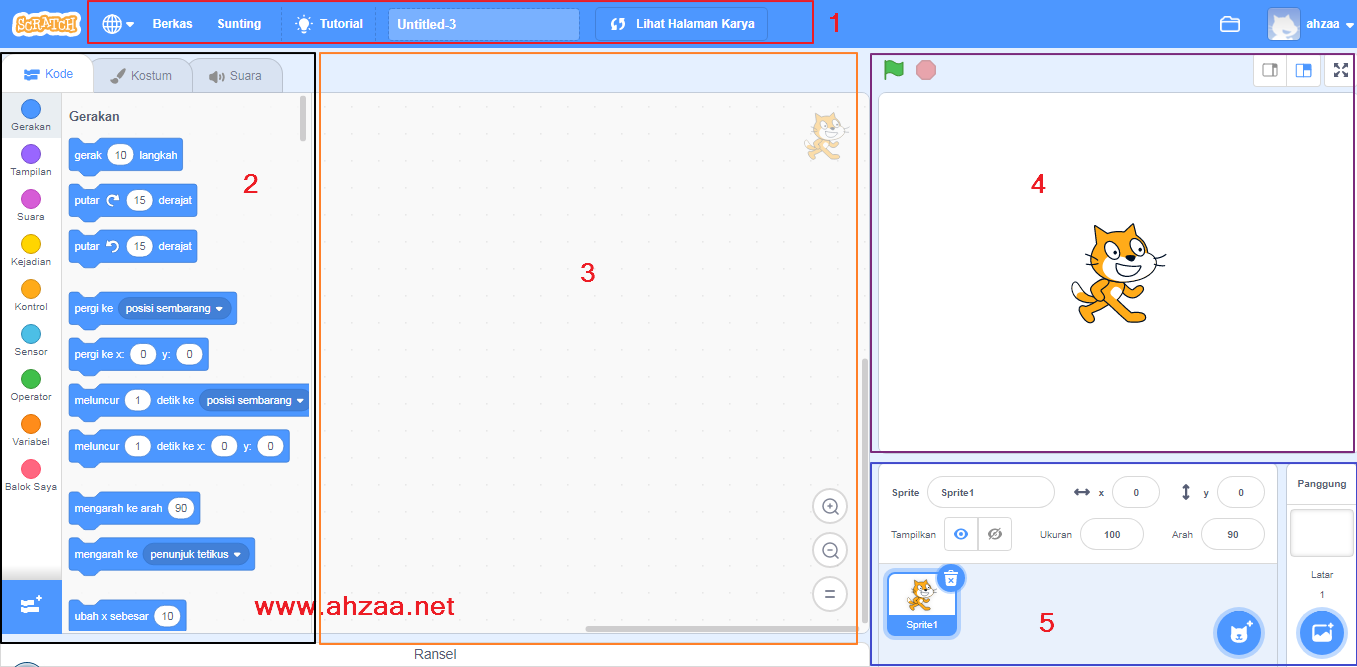 SCRATCH Berkas Sunting Tutorial Untitled-3 Lihat Halaman Karya 1 ahzaa
Kode Kostum Suara
Gerakan
Tampilan
Suara
Kejadian
Kontrol
Sensor
Operator
Variabel
Balok Saya
Gerakan
gerak 10 langkah
2
putar 15 derajat
putar 15 derajat
pergi ke posisi sembarang
pergi ke x: 0 y: 0
meluncur 1 detik ke posisi sembarang
meluncur 1 detik ke x: 0 y: 0
mengarah ke arah 90
mengarah ke penunjuk tetikus
ubah x sebesar 10
www.ahzaa.net
3
=
Ransel
4
Sprite Sprite1 x 0 y 0
Tampilkan Ukuran 100 Arah 90
Sprite1
5
Panggung
Latar
1